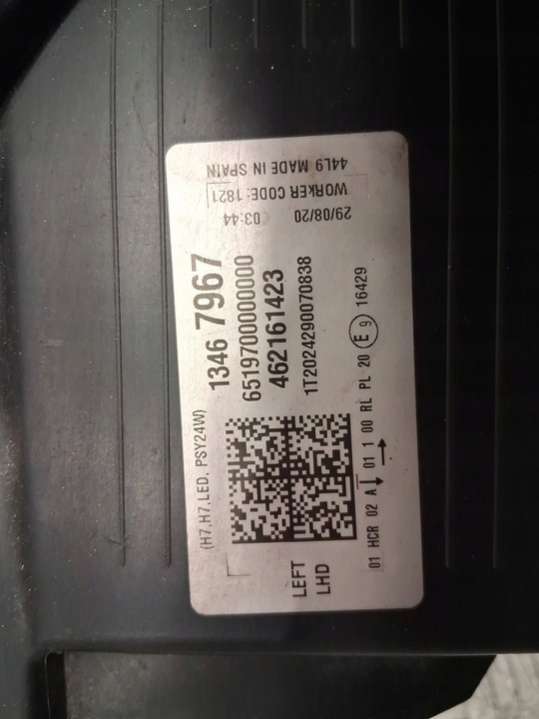 (H7,H7,LED, PSY24W)
1346 7967
6519700000000
462161423
1T2024290070838
LEFT
LHD
01 HCR 02 A 01 1 00 RL PL 20 E 9 16429
03:44
29/08/20
WORKER CODE: 1821
44L9 MADE IN SPAIN